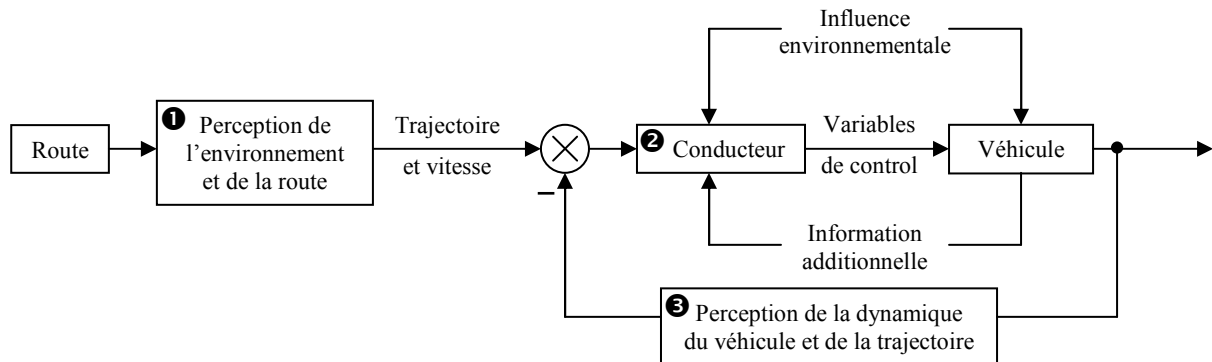 Influence
environnementale
Route
❶ Perception de
l'environnement
et de la route
Trajectoire
et vitesse
−
❷ Conducteur
Variables
de control
Véhicule
Information
additionnelle
❸ Perception de la dynamique
du véhicule et de la trajectoire